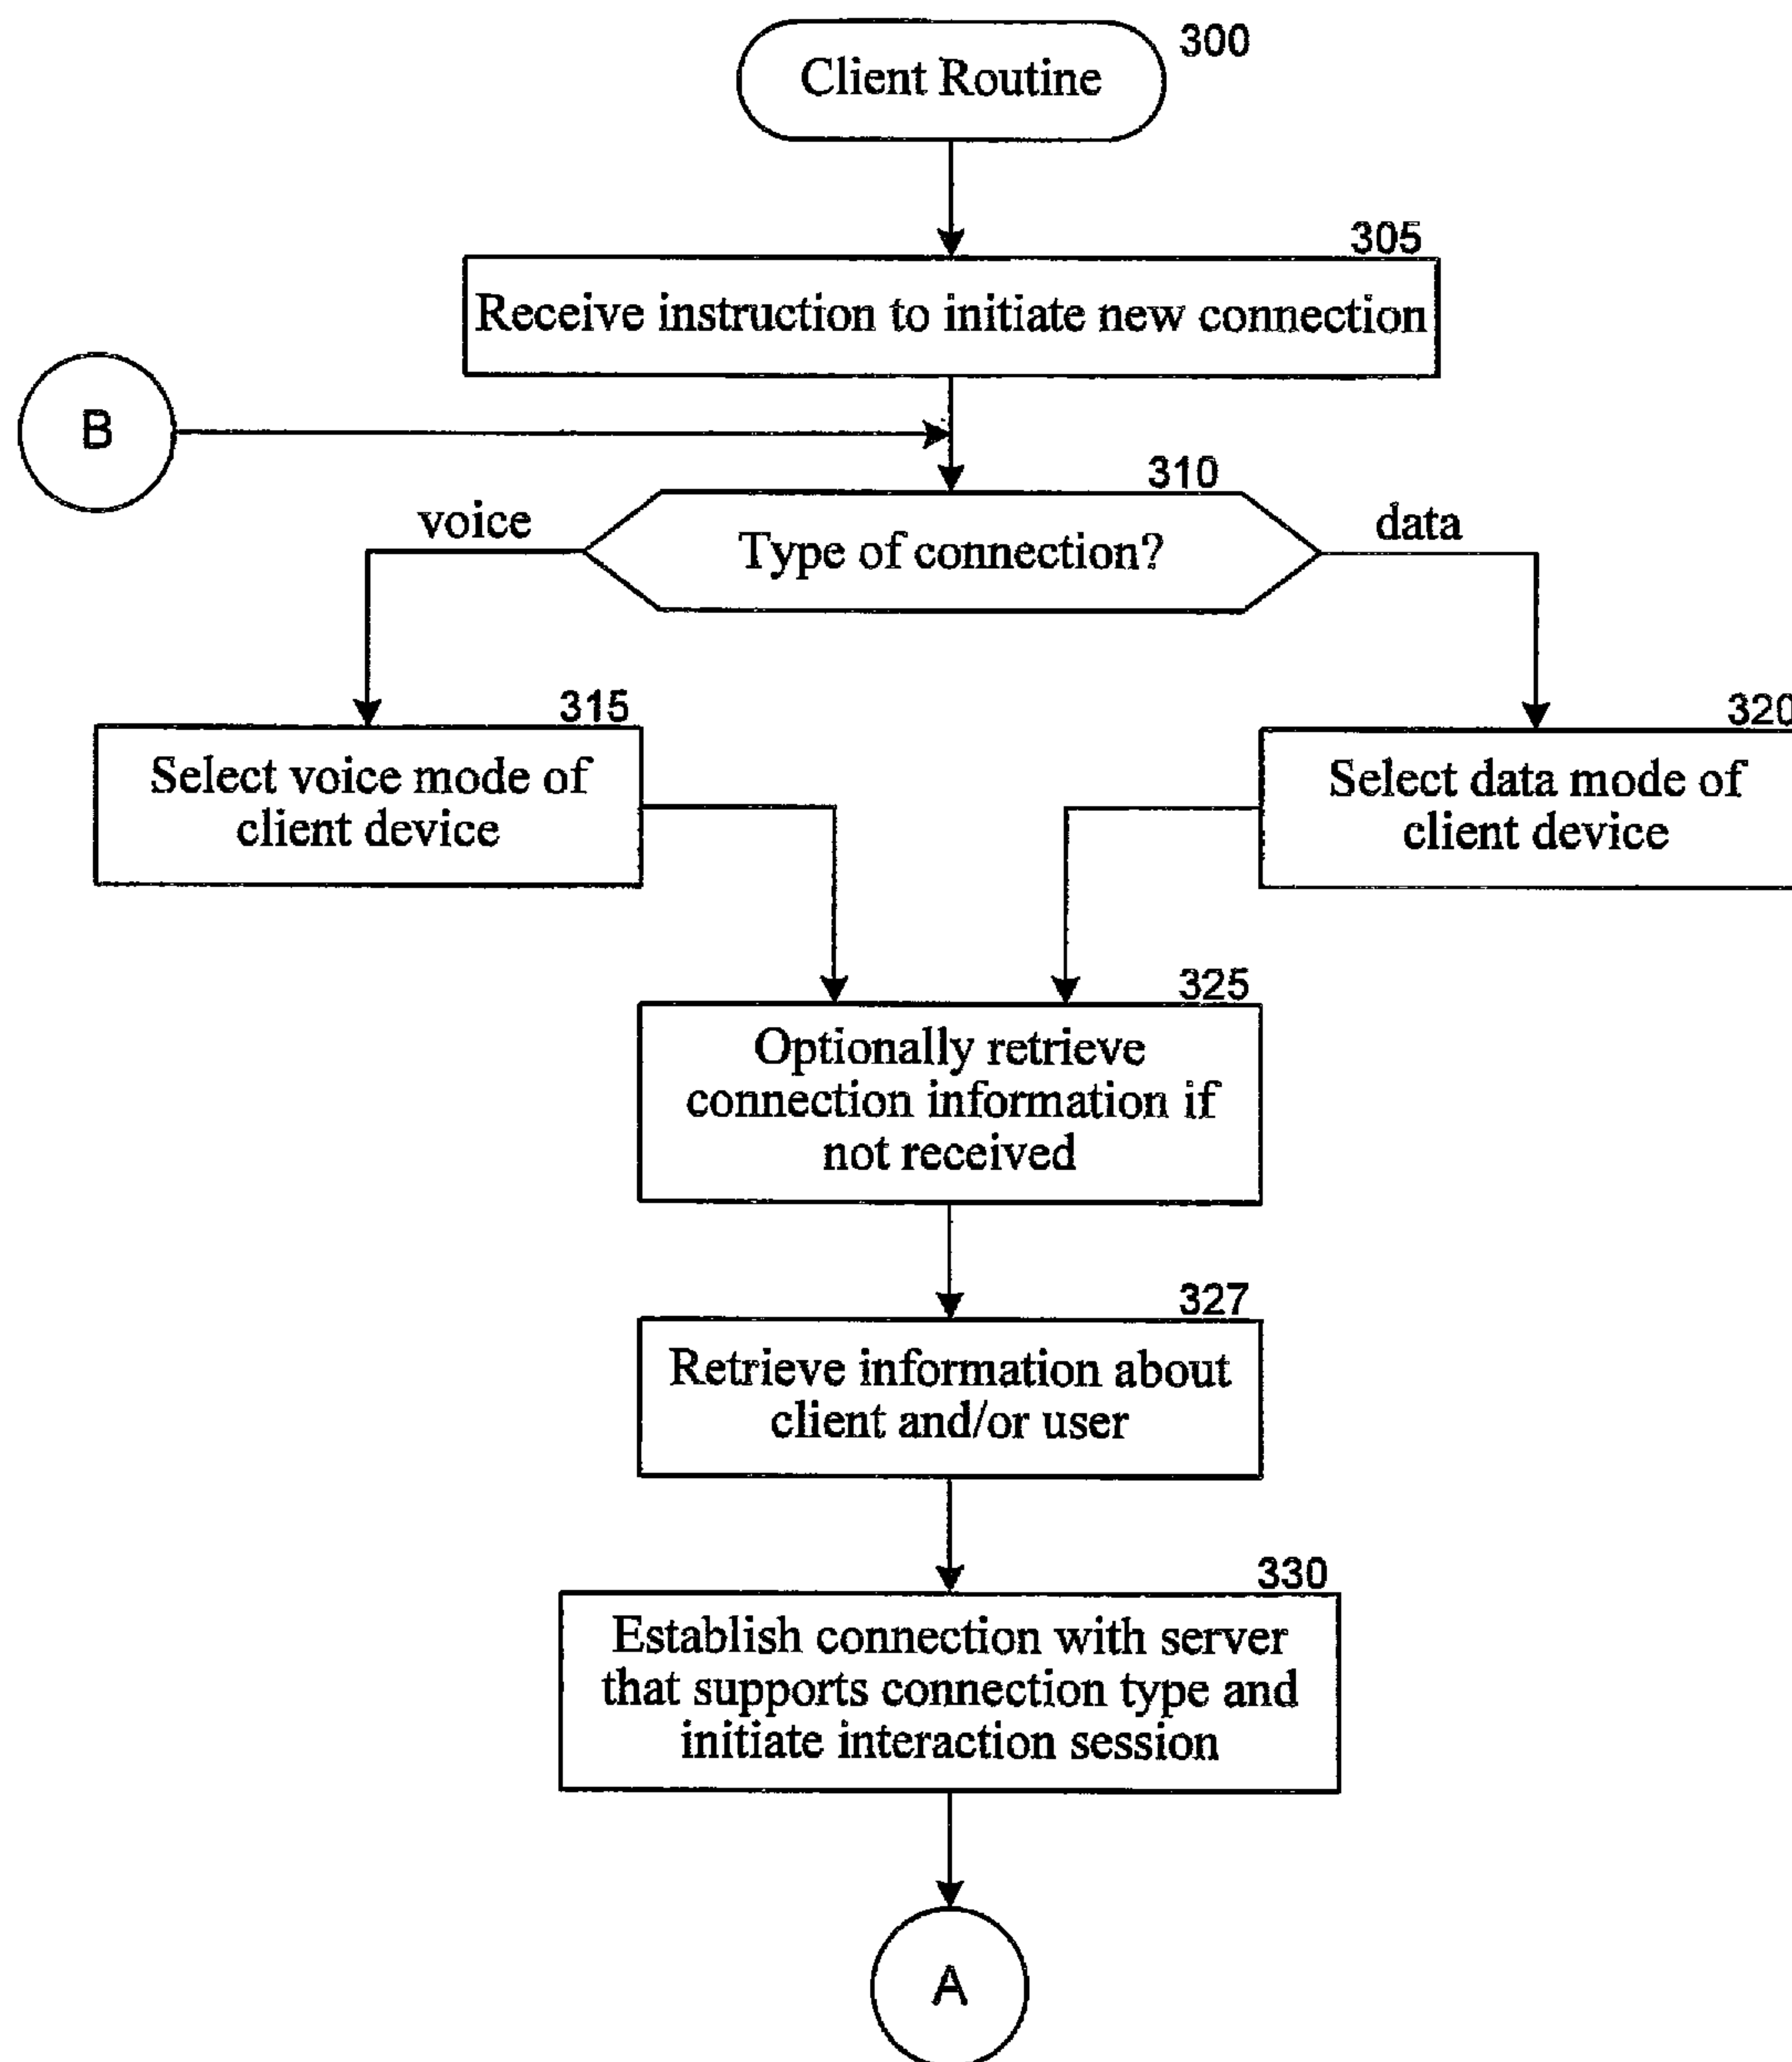 300
Client Routine
305
Receive instruction to initiate new connection
B
310
voice
Type of connection?
data
315
Select voice mode of
client device
320
Select data mode of
client device
325
Optionally retrieve
connection information if
not received
327
Retrieve information about
client and/or user
330
Establish connection with server
that supports connection type and
initiate interaction session
A